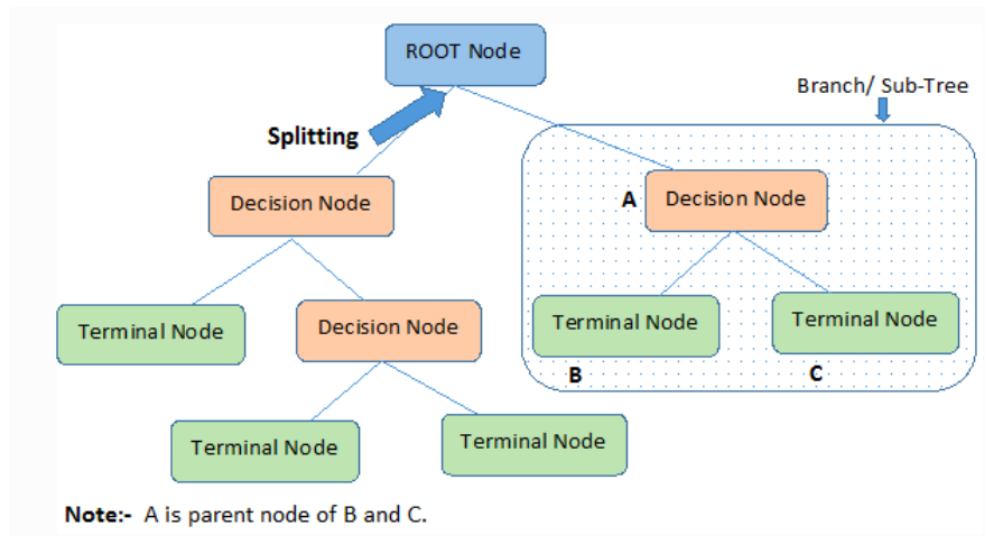 ROOT Node
Branch/ Sub-Tree
Splitting
Decision Node
A
Decision Node
Terminal Node
Decision Node
Terminal Node
Terminal Node
B
C
Terminal Node
Terminal Node
Note:- A is parent node of B and C.